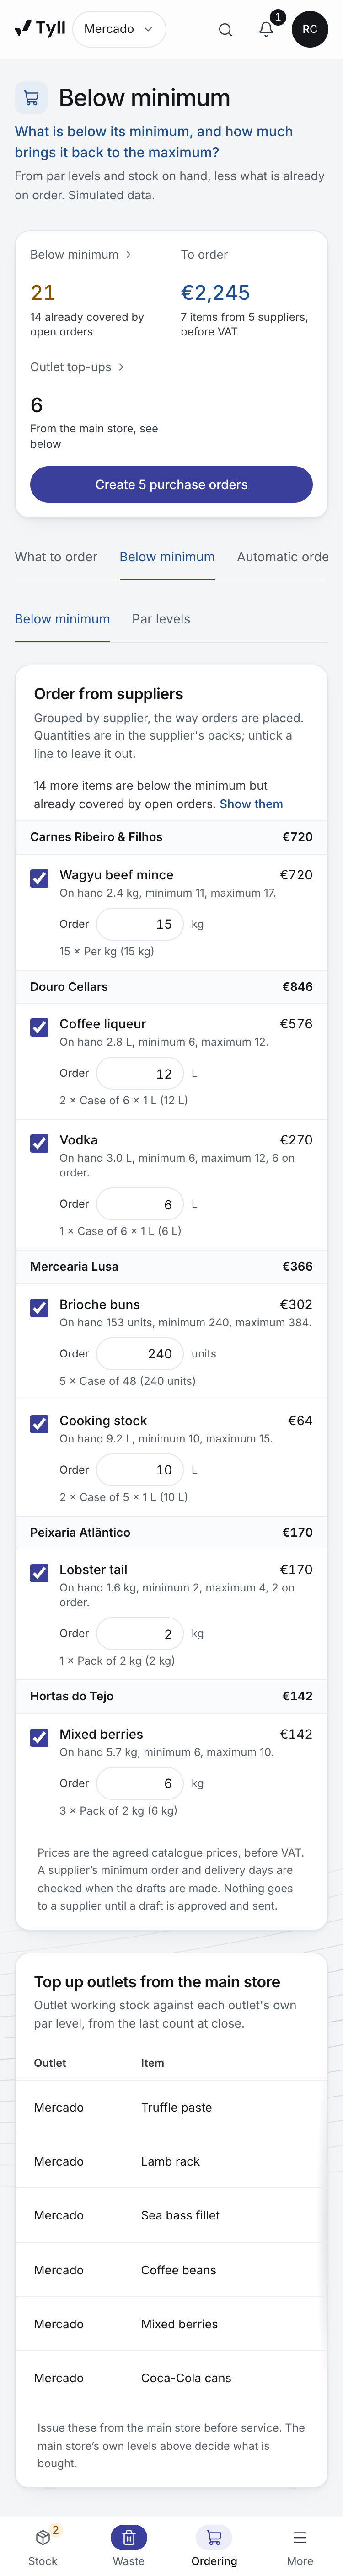 Tyll
Mercado
1
RC
Below minimum
What is below its minimum, and how much
brings it back to the maximum?
From par levels and stock on hand, less what is already
on order. Simulated data.
Below minimum
To order
21
€2,245
14 already covered by
open orders
7 items from 5 suppliers,
before VAT
Outlet top-ups
6
From the main store, see
below
Create 5 purchase orders
What to order
Below minimum
Automatic orde
Below minimum
Par levels
Order from suppliers
Grouped by supplier, the way orders are placed.
Quantities are in the supplier's packs; untick a
line to leave it out.
14 more items are below the minimum but
already covered by open orders. Show them
Carnes Ribeiro & Filhos €720
Wagyu beef mince €720
On hand 2.4 kg, minimum 11, maximum 17.
Order 15 kg
15 × Per kg (15 kg)
Douro Cellars €846
Coffee liqueur €576
On hand 2.8 L, minimum 6, maximum 12.
Order 12 L
2 × Case of 6 × 1 L (12 L)
Vodka €270
On hand 3.0 L, minimum 6, maximum 12, 6 on
order.
Order 6 L
1 × Case of 6 × 1 L (6 L)
Mercearia Lusa €366
Brioche buns €302
On hand 153 units, minimum 240, maximum 384.
Order 240 units
5 × Case of 48 (240 units)
Cooking stock €64
On hand 9.2 L, minimum 10, maximum 15.
Order 10 L
2 × Case of 5 × 1 L (10 L)
Peixaria Atlântico €170
Lobster tail €170
On hand 1.6 kg, minimum 2, maximum 4, 2 on
order.
Order 2 kg
1 × Pack of 2 kg (2 kg)
Hortas do Tejo €142
Mixed berries €142
On hand 5.7 kg, minimum 6, maximum 10.
Order 6 kg
3 × Pack of 2 kg (6 kg)
Prices are the agreed catalogue prices, before VAT.
A supplier's minimum order and delivery days are
checked when the drafts are made. Nothing goes
to a supplier until a draft is approved and sent.
Top up outlets from the main store
Outlet working stock against each outlet's own
par level, from the last count at close.
Outlet Item
Mercado Truffle paste
Mercado Lamb rack
Mercado Sea bass fillet
Mercado Coffee beans
Mercado Mixed berries
Mercado Coca-Cola cans
Issue these from the main store before service. The
main store's own levels above decide what is
bought.
2
Stock Waste Ordering More